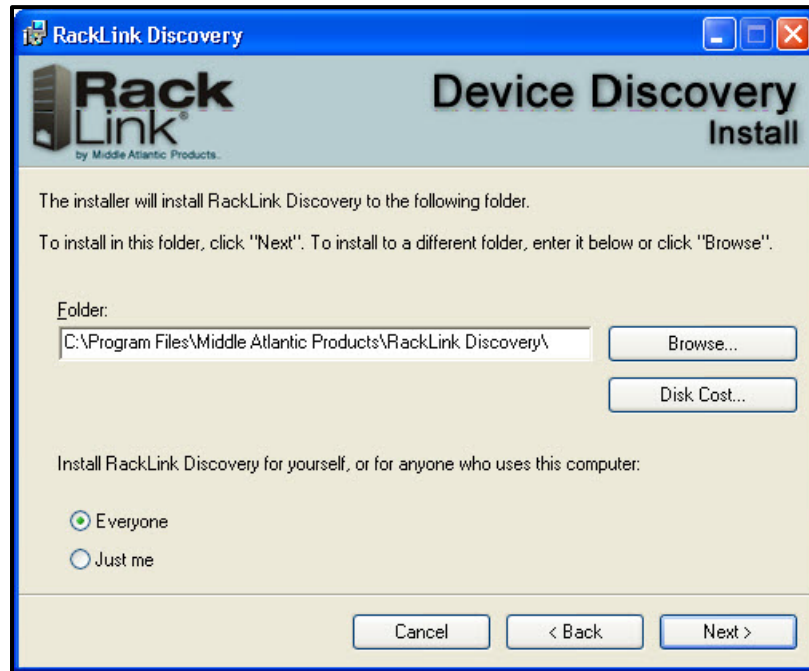 RackLink Discovery
Rack
Link®
by Middle Atlantic Products.
Device Discovery
Install
The installer will install RackLink Discovery to the following folder.
To install in this folder, click "Next". To install to a different folder, enter it below or click "Browse".
Folder:
C:\Program Files\Middle Atlantic Products\RackLink Discovery\
Browse...
Disk Cost...
Install RackLink Discovery for yourself, or for anyone who uses this computer:
Everyone
Just me
Cancel
< Back
Next >